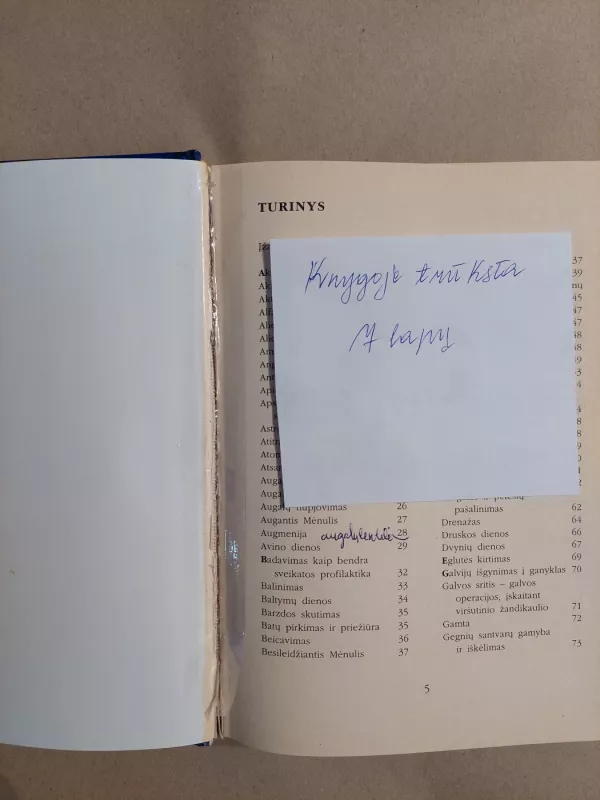 TURINYS
Knygoje trūksta
7 lapų
37
39
45
47
47
48
48
49
Augalų nupjovimas 26
Augantis Mėnulis 27
Augmenija 28
Avino dienos 29
Badavimas kaip bendra
sveikatos profilaktika 32
Balinimas 33
Baltymų dienos 34
Barzdos skutimas 35
Batų pirkimas ir priežiūra 35
Beicavimas 36
Besileidžiantis Mėnulis 37
pašalinimas 62
Drenažas 64
Druskos dienos 66
Dvynių dienos 67
Eglutės kirtimas 69
Galvijų išgynimas į ganyklas 70
Galvos sritis – galvos
operacijos, įskaitant
viršutinio žandikaulio 71
Gamta 72
Gegnių santvarų gamyba
ir iškėlimas 73
5